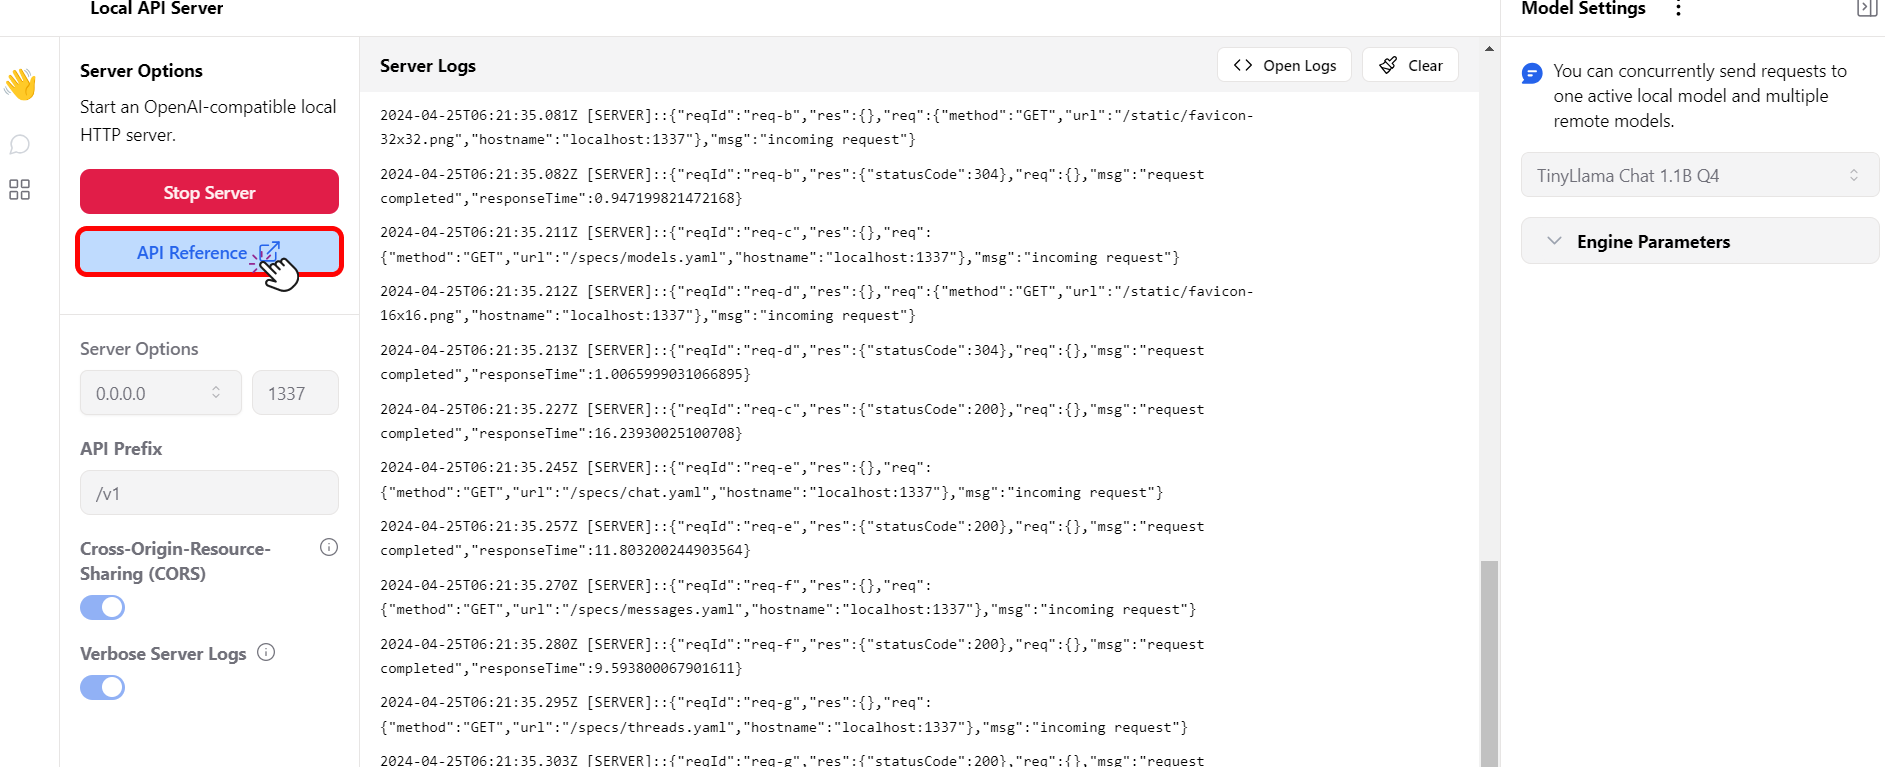 Local API Server
Server Options
Start an OpenAI-compatible local
HTTP server.
Stop Server
API Reference
Server Options
0.0.0.0
1337
API Prefix
/v1
Cross-Origin-Resource-
Sharing (CORS)
Verbose Server Logs
Server Logs
Open Logs
Clear
2024-04-25T06:21:35.081Z [SERVER]::{"reqId":"req-b","res":{},"req":{"method":"GET","url":"/static/favicon-
32x32.png","hostname":"localhost:1337"},"msg":"incoming request"}
2024-04-25T06:21:35.082Z [SERVER]::{"reqId":"req-b","res":{"statusCode":304},"req":{},"msg":"request
completed","responseTime":0.947199821472168}
2024-04-25T06:21:35.211Z [SERVER]::{"reqId":"req-c","res":{},"req":
{"method":"GET","url":"/specs/models.yaml","hostname":"localhost:1337"},"msg":"incoming request"}
2024-04-25T06:21:35.212Z [SERVER]::{"reqId":"req-d","res":{},"req":{"method":"GET","url":"/static/favicon-
16x16.png","hostname":"localhost:1337"},"msg":"incoming request"}
2024-04-25T06:21:35.213Z [SERVER]::{"reqId":"req-d","res":{"statusCode":304},"req":{},"msg":"request
completed","responseTime":1.0065999031066895}
2024-04-25T06:21:35.227Z [SERVER]::{"reqId":"req-c","res":{"statusCode":200},"req":{},"msg":"request
completed","responseTime":16.23930025100708}
2024-04-25T06:21:35.245Z [SERVER]::{"reqId":"req-e","res":{},"req":
{"method":"GET","url":"/specs/chat.yaml","hostname":"localhost:1337"},"msg":"incoming request"}
2024-04-25T06:21:35.257Z [SERVER]::{"reqId":"req-e","res":{"statusCode":200},"req":{},"msg":"request
completed","responseTime":11.803200244903564}
2024-04-25T06:21:35.270Z [SERVER]::{"reqId":"req-f","res":{},"req":
{"method":"GET","url":"/specs/messages.yaml","hostname":"localhost:1337"},"msg":"incoming request"}
2024-04-25T06:21:35.280Z [SERVER]::{"reqId":"req-f","res":{"statusCode":200},"req":{},"msg":"request
completed","responseTime":9.593800067901611}
2024-04-25T06:21:35.295Z [SERVER]::{"reqId":"req-g","res":{},"req":
{"method":"GET","url":"/specs/threads.yaml","hostname":"localhost:1337"},"msg":"incoming request"}
2024-04-25T06:21:35.303Z [SERVER]::{"reqId":"req-g","res":{"statusCode":200},"req":{},"msg":"request
Model Settings
You can concurrently send requests to
one active local model and multiple
remote models.
TinyLlama Chat 1.1B Q4
Engine Parameters